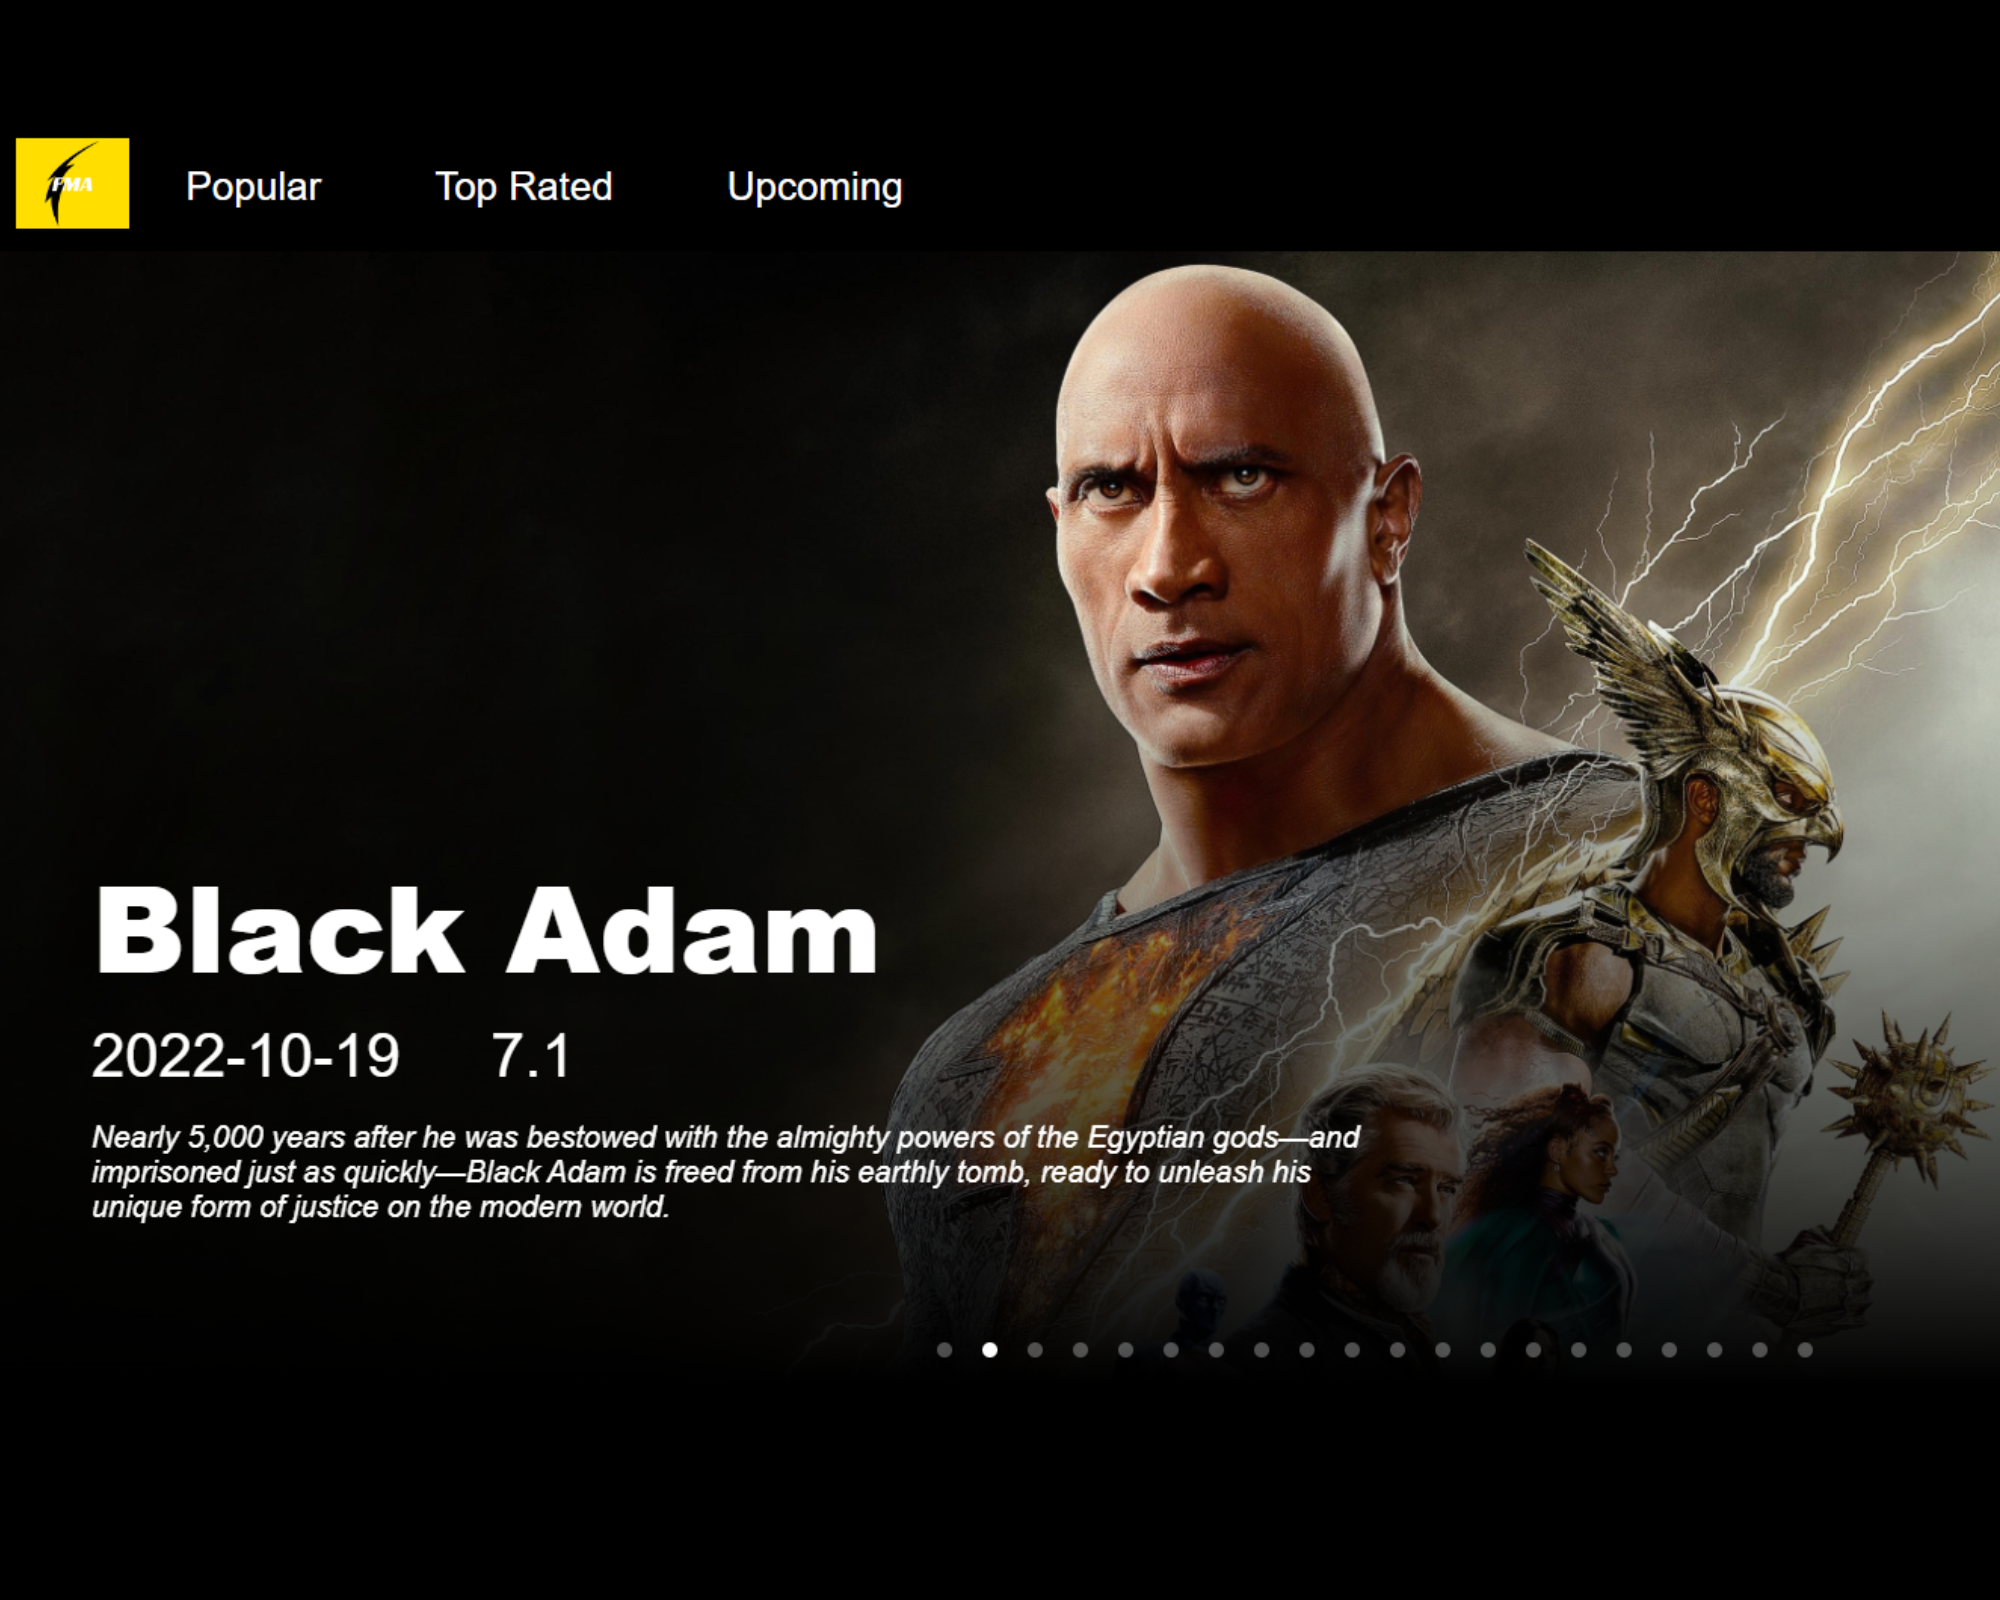 FMA
Popular
Top Rated
Upcoming
Black Adam
2022-10-19 7.1
Nearly 5,000 years after he was bestowed with the almighty powers of the Egyptian gods—and
imprisoned just as quickly—Black Adam is freed from his earthly tomb, ready to unleash his
unique form of justice on the modern world.